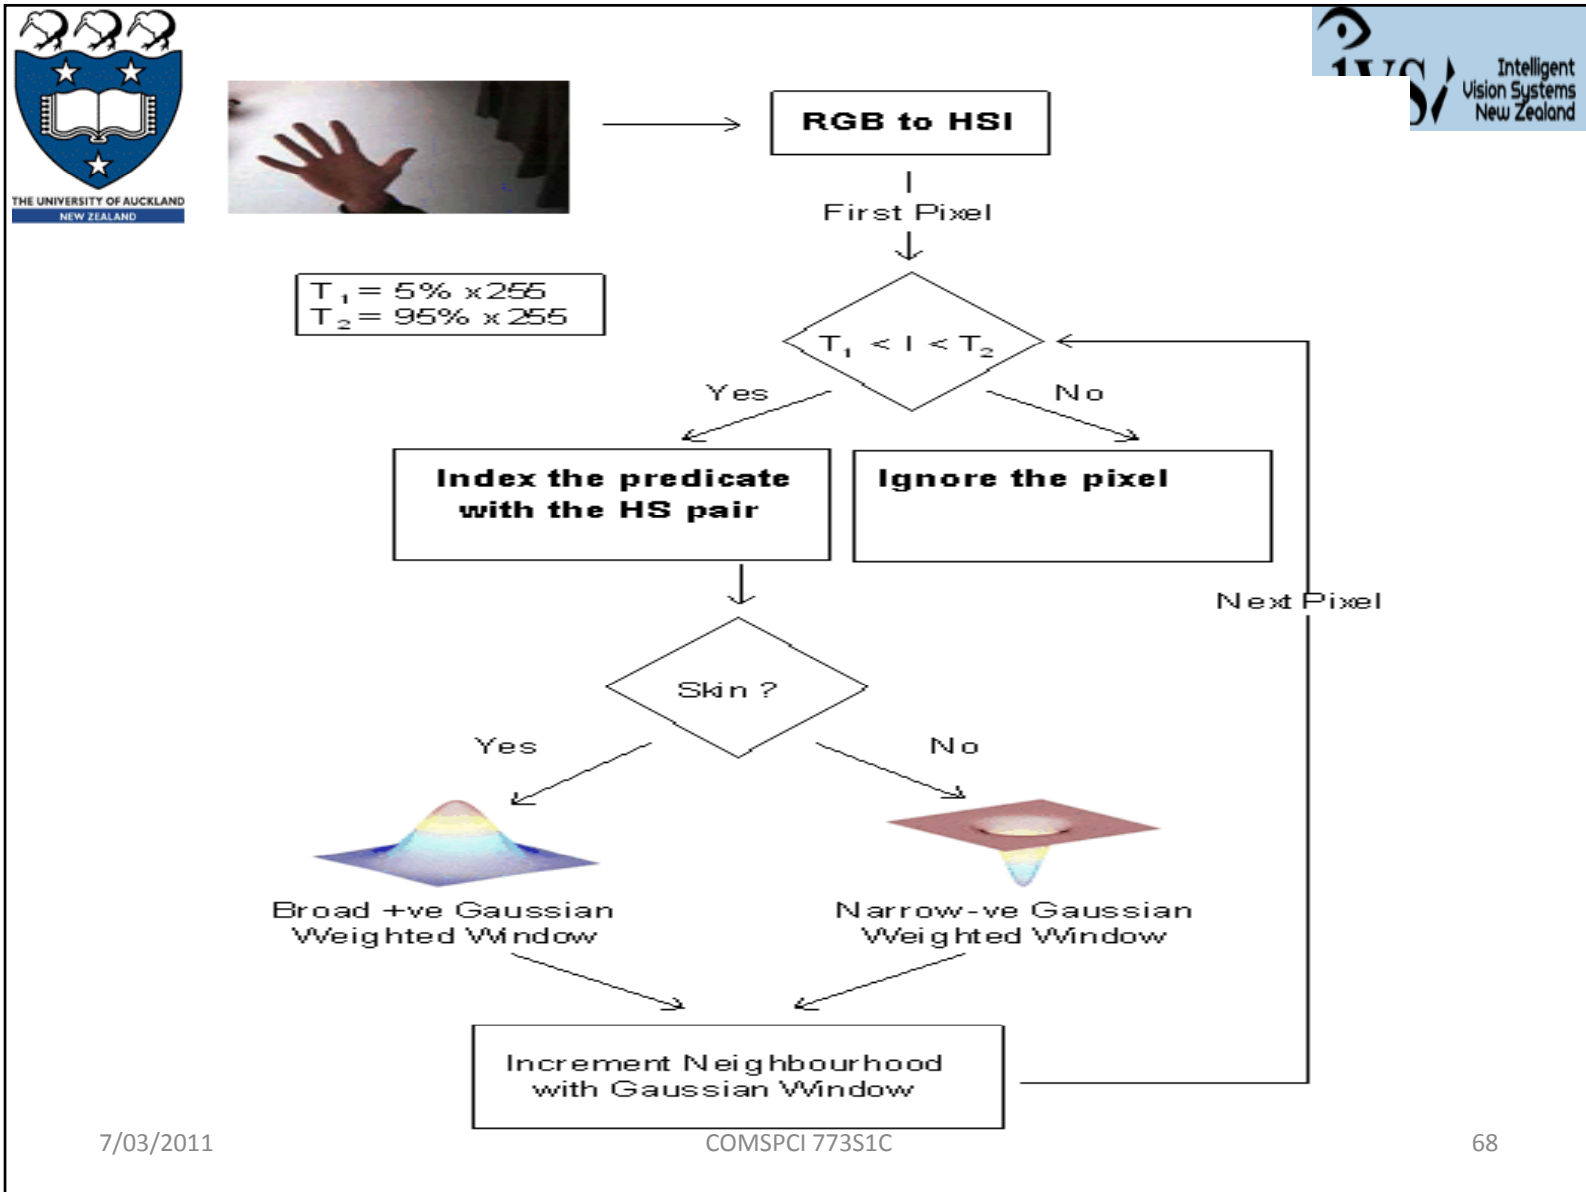 THE UNIVERSITY OF AUCKLAND
NEW ZEALAND
Intelligent
Vision Systems
New Zealand
RGB to HSI
First Pixel
T1 = 5% x 255
T2 = 95% x 255
T1 < I < T2
Yes
No
Index the predicate
with the HS pair
Ignore the pixel
Next Pixel
Skin ?
Yes
No
Broad +ve Gaussian
Weighted Window
Narrow -ve Gaussian
Weighted Window
Increment Neighbourhood
with Gaussian Window
7/03/2011
COMSPCI 773S1C
68